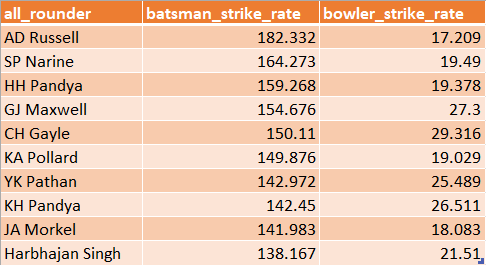 all_rounder batsman_strike_rate bowler_strike_rate
AD Russell 182.332 17.209
SP Narine 164.273 19.49
HH Pandya 159.268 19.378
GJ Maxwell 154.676 27.3
CH Gayle 150.11 29.316
KA Pollard 149.876 19.029
YK Pathan 142.972 25.489
KH Pandya 142.45 26.511
JA Morkel 141.983 18.083
Harbhajan Singh 138.167 21.51